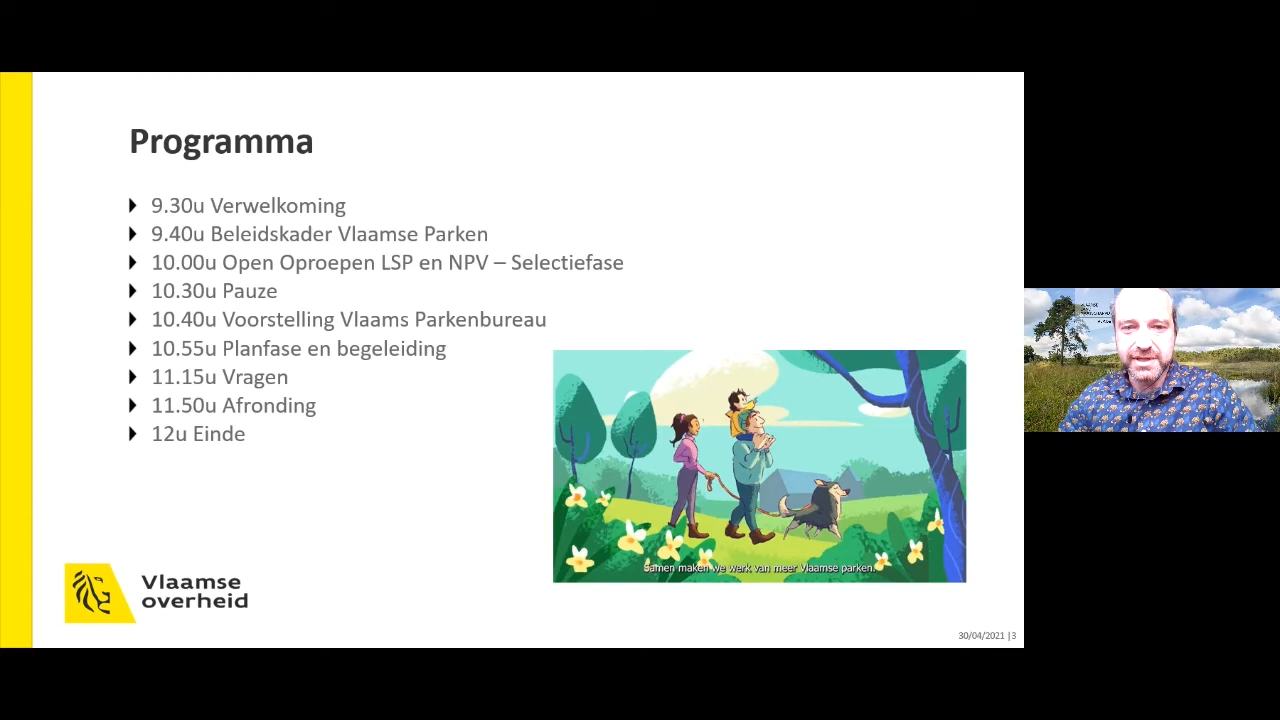 Programma
9.30u Verwelkoming
9.40u Beleidskader Vlaamse Parken
10.00u Open Oproepen LSP en NPV – Selectiefase
10.30u Pauze
10.40u Voorstelling Vlaams Parkenbureau
10.55u Planfase en begeleiding
11.15u Vragen
11.50u Afronding
12u Einde
Samen maken we werk van meer Vlaamse parken.
Vlaamse
overheid
30/04/2021 |3